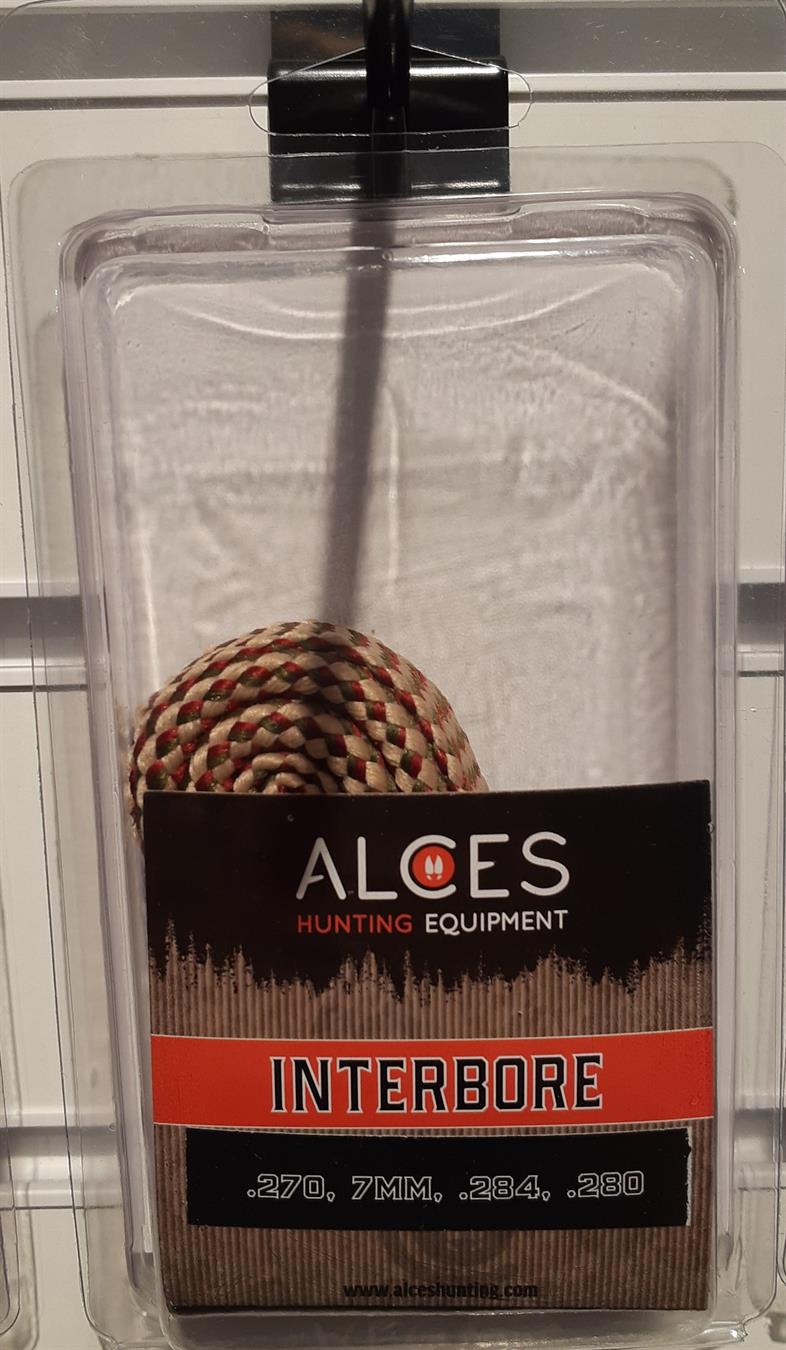 ALCES
HUNTING EQUIPMENT
INTERBORE
.270, 7MM, .284, .280
www.alceshunting.com